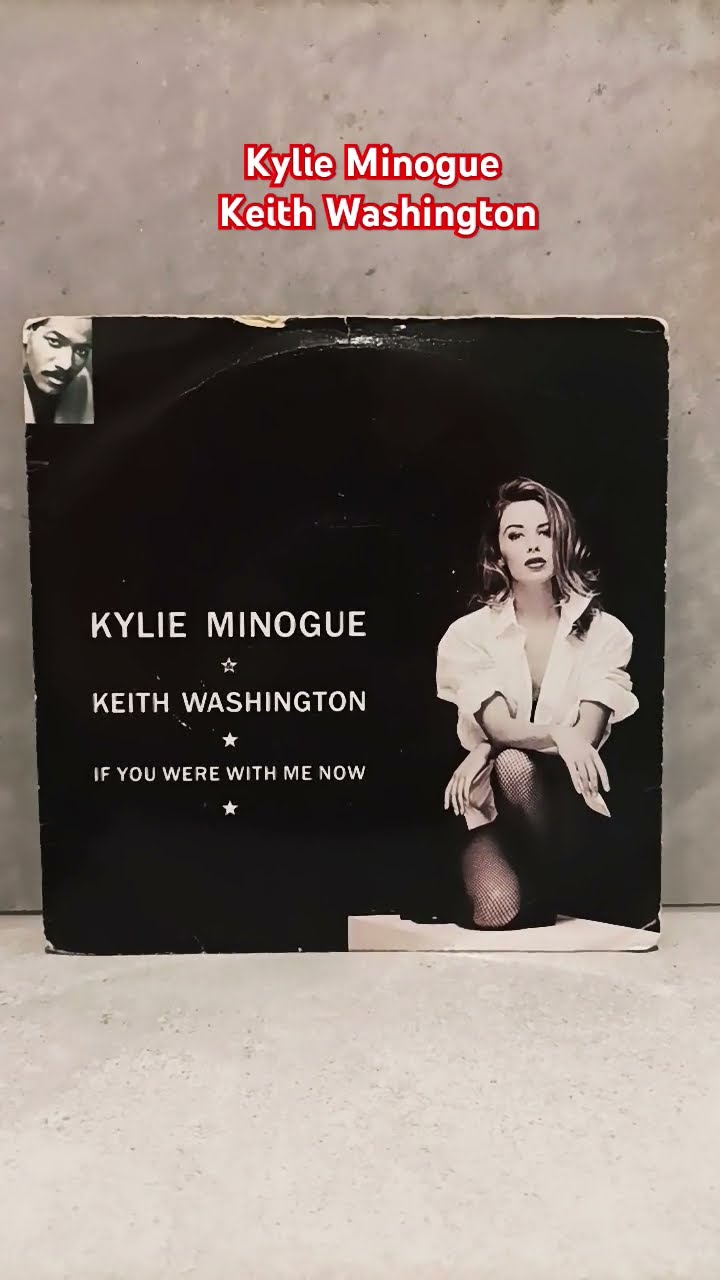 Kylie Minogue
Keith Washington
KYLIE MINOGUE
KEITH WASHINGTON
IF YOU WERE WITH ME NOW